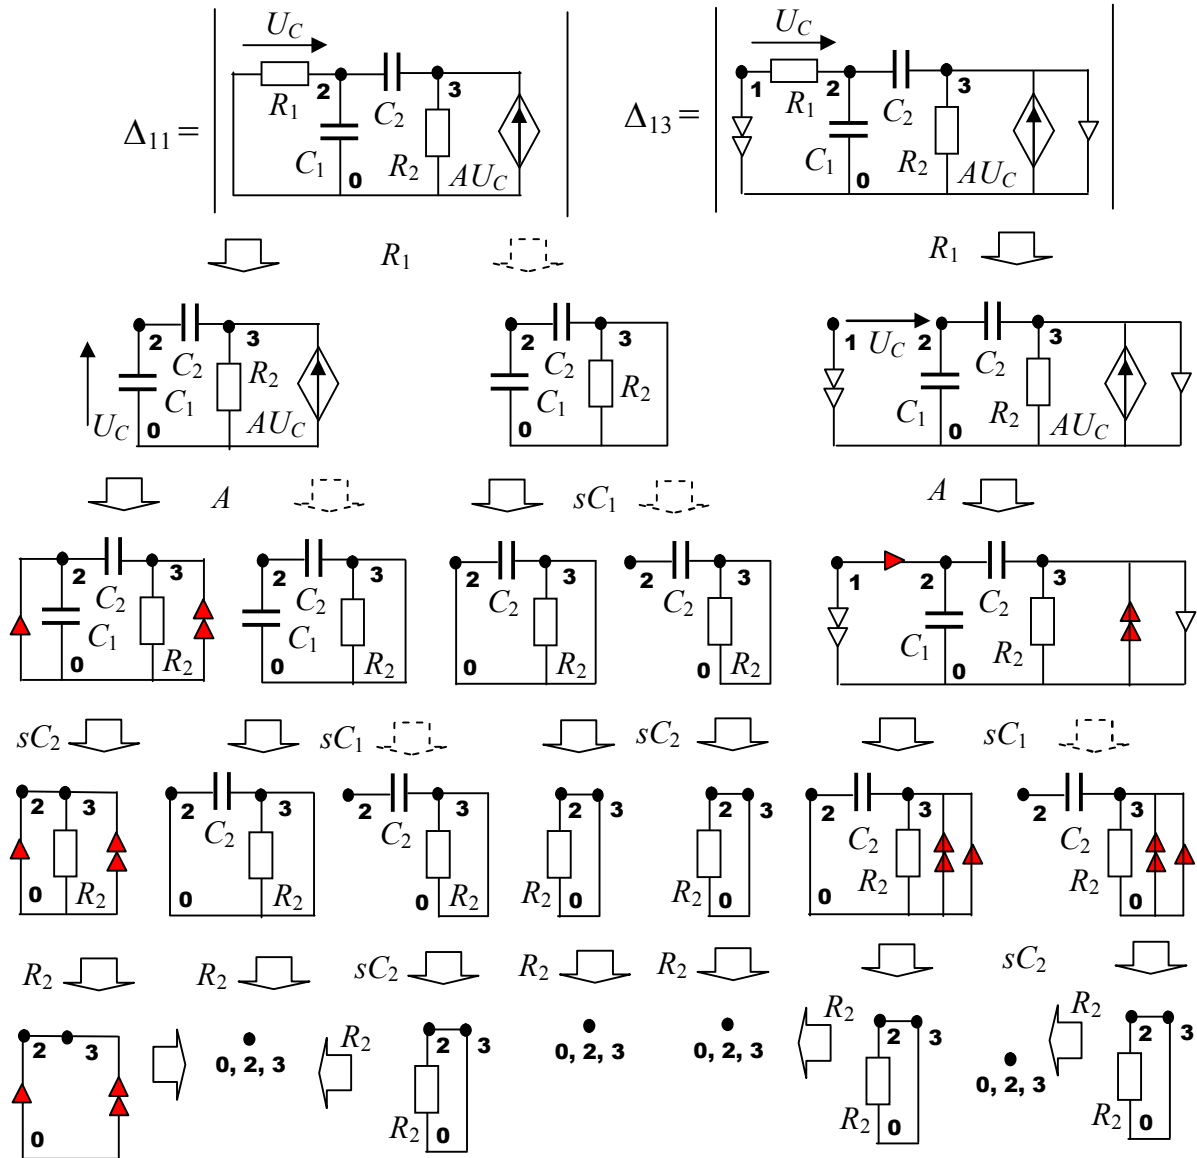 U_C U_C
2 3 1 2 3
Δ₁₁ = R₁ C₂ Δ₁₃ = R₁ C₂
C₁ R₂ C₁ R₂
0 AU_C 0 AU_C
R₁ R₁
2 3 2 3 1 U_C 2 3
C₂ R₂ C₂ C₂
C₁ C₁ R₂ C₁ R₂
U_C 0 AU_C 0 0 AU_C
A sC₁ A
2 3 2 3 2 3 2 3 1 2 3
C₂ C₂ C₂ C₂ C₂
C₁ C₁ C₁
0 R₂ 0 R₂ 0 R₂ 0 R₂ 0 R₂
sC₂ sC₁ sC₂ sC₁
2 3 2 3 2 3 2 3 2 3 2 3 2 3
C₂ C₂ C₂ C₂
0 R₂ 0 R₂ 0 R₂ R₂ 0 R₂ 0 0 R₂ R₂ 0
R₂ R₂ sC₂ R₂ R₂ sC₂
2 3 R₂ 2 3 R₂ 2 3 R₂ 2 3
0, 2, 3 0, 2, 3 0, 2, 3 0, 2, 3
0 R₂ 0 R₂ 0 R₂ 0